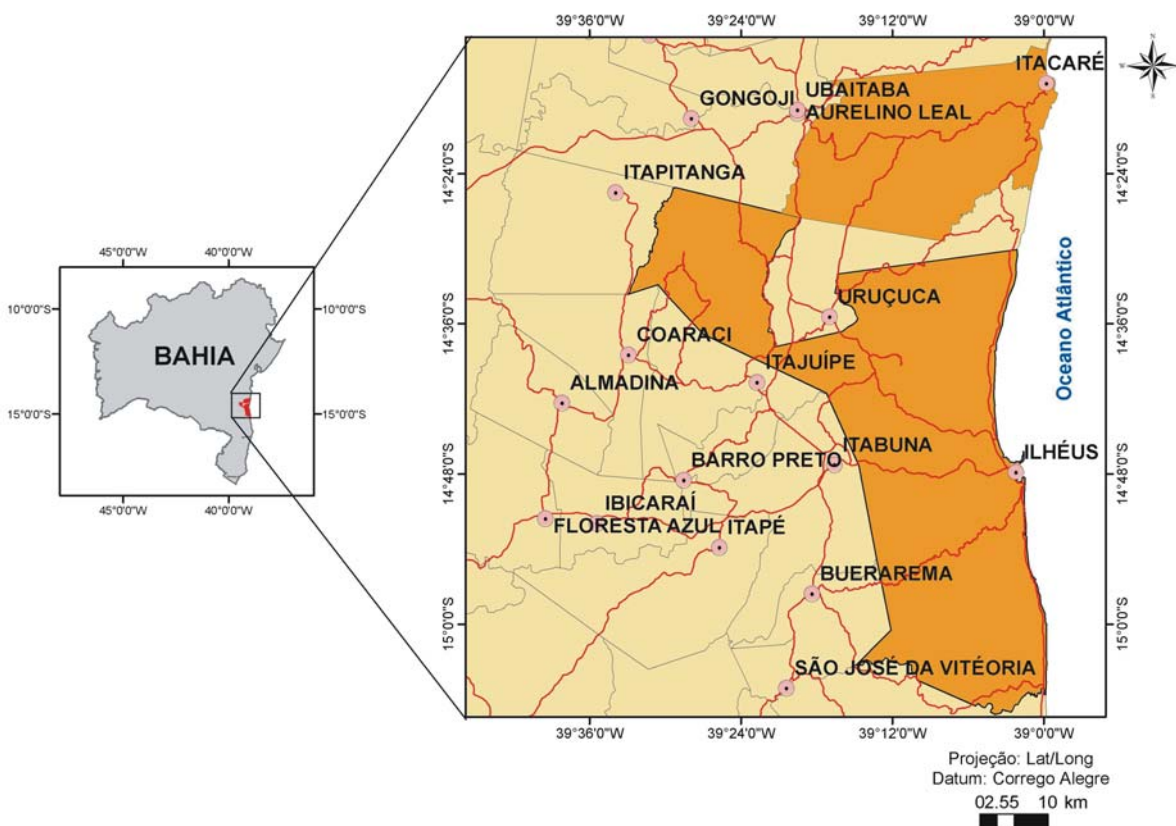 39°36'0"W 39°24'0"W 39°12'0"W 39°0'0"W
N
W
S
ITACARÉ
GONGOJI
UBAITABA
AURELINO LEAL
14°24'0"S 14°24'0"S
ITAPITANGA
Oceano Atlântico
45°0'0"W 40°0'0"W
10°0'0"S 10°0'0"S
BAHIA
15°0'0"S 15°0'0"S
45°0'0"W 40°0'0"W
URUÇUCA
14°36'0"S 14°36'0"S
COARACI
ITAJUÍPE
ALMADINA
ITABUNA
ILHÉUS
BARRO PRETO
14°48'0"S 14°48'0"S
IBICARAÍ
FLORESTA AZUL ITAPÉ
BUERAREMA
15°0'0"S 15°0'0"S
SÃO JOSÉ DA VITÉORIA
39°36'0"W 39°24'0"W 39°12'0"W 39°0'0"W
Projeção: Lat/Long
Datum: Corrego Alegre
02.55 10 km